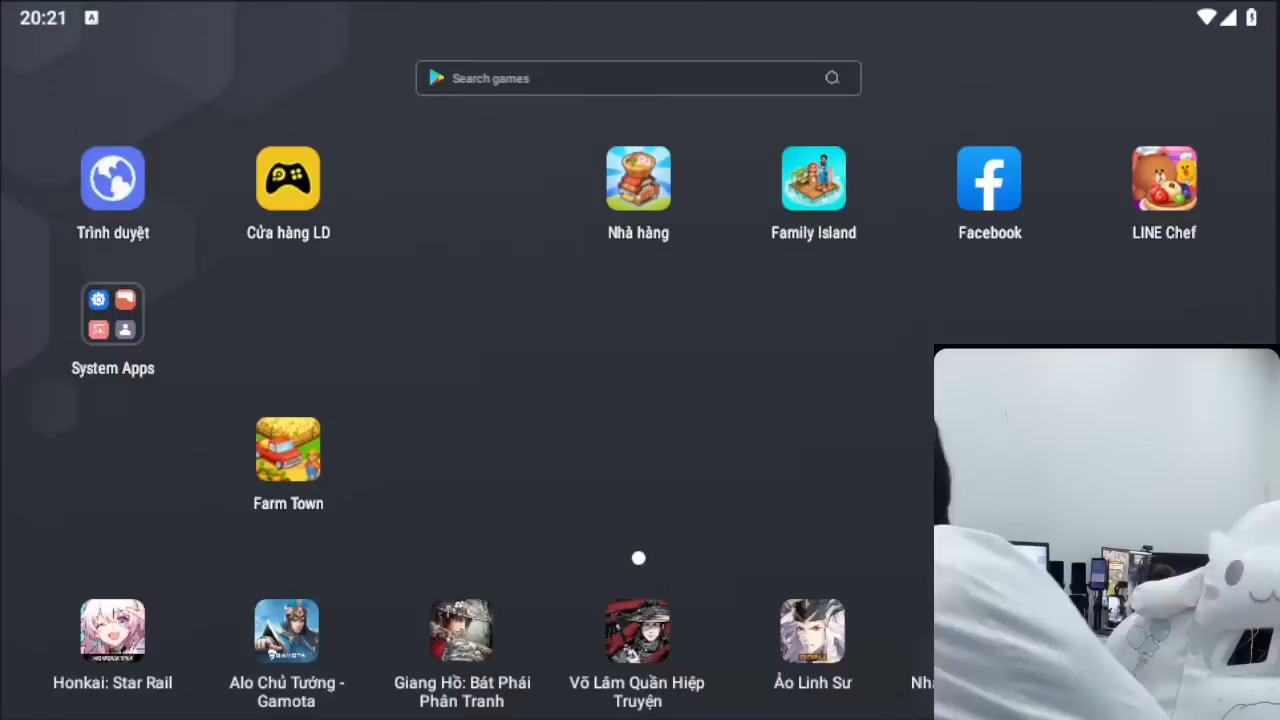 20:21
Search games
Trình duyệt
Cửa hàng LD
Nhà hàng
Family Island
Facebook
LINE Chef
System Apps
Farm Town
Honkai: Star Rail
Alo Chủ Tướng -
Gamota
Giang Hồ: Bát Phái
Phân Tranh
Võ Lâm Quần Hiệp
Truyện
Ảo Linh Sư